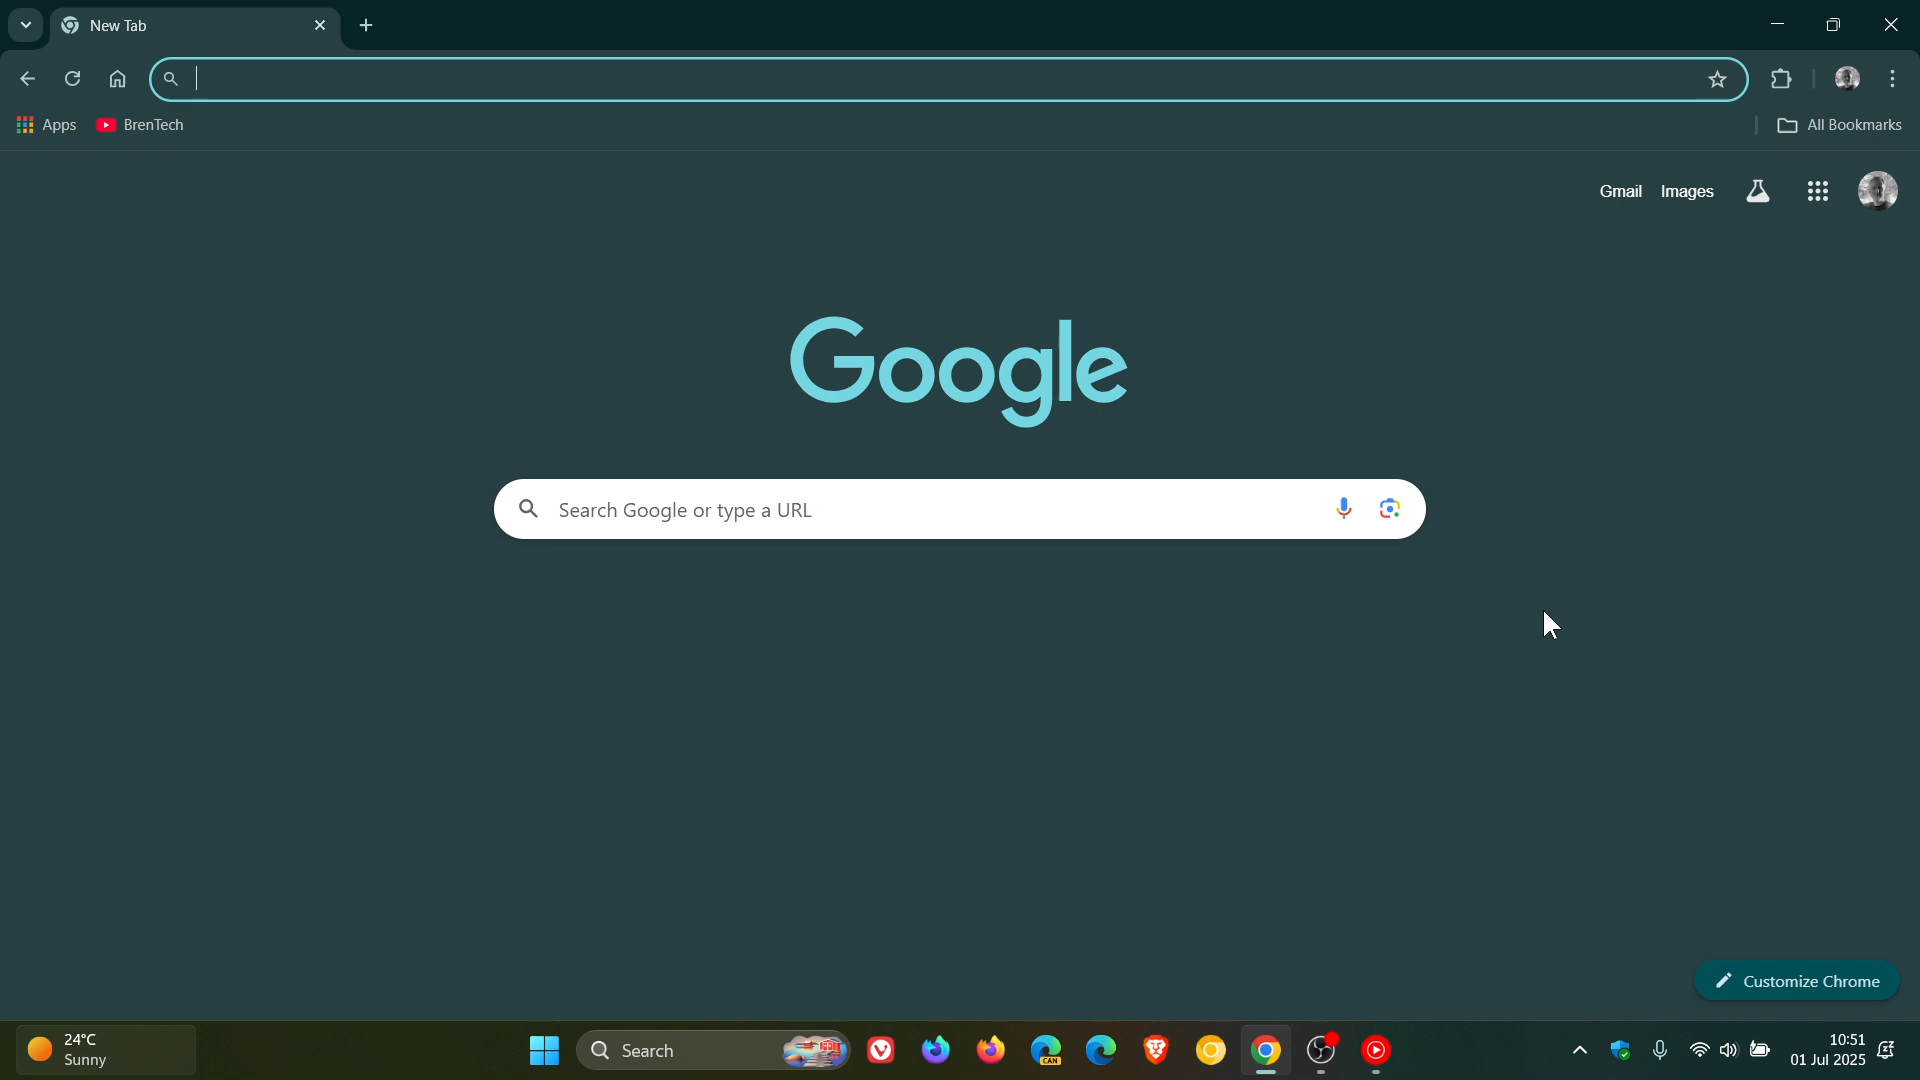 New Tab
Apps BrenTech All Bookmarks
Gmail Images
Google
Search Google or type a URL
Customize Chrome
24°C
Sunny
Search
CAN
10:51
01 Jul 2025